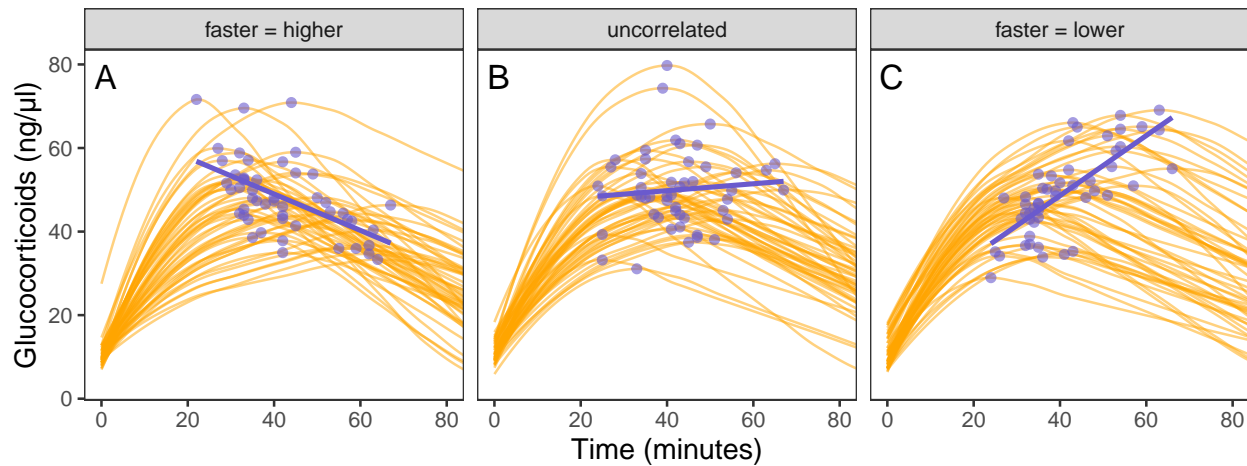 faster = higher
uncorrelated
faster = lower
Glucocorticoids (ng/μl)
80
60
40
20
0
A
B
C
0 20 40 60 80
0 20 40 60 80
0 20 40 60 80
Time (minutes)